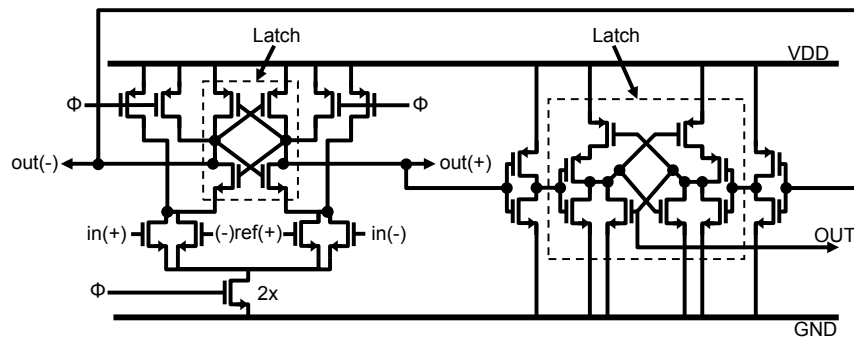 Latch
Latch
VDD
Φ
Φ
out(-)
out(+)
in(+)
(-)ref(+)
in(-)
OUT
Φ
2x
GND